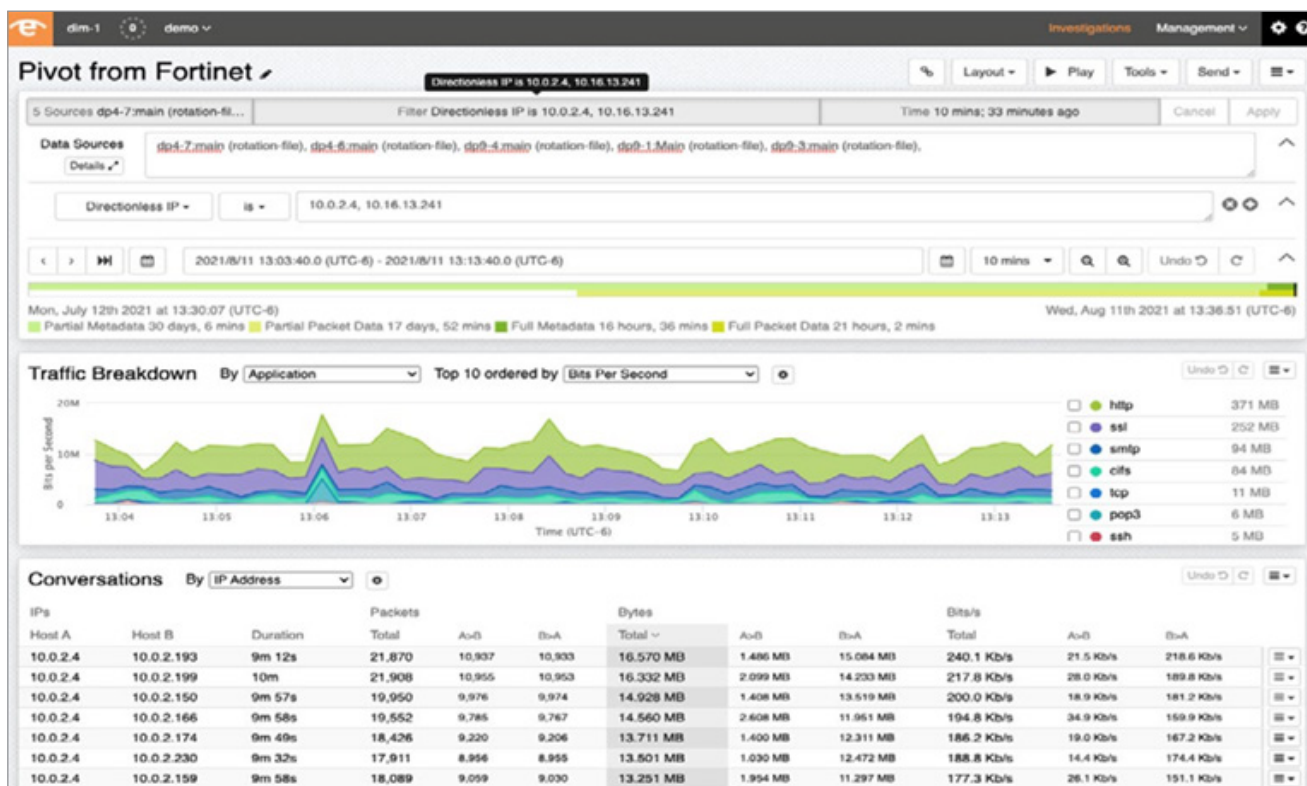 dim-1 0 demo Investigations Management
Pivot from Fortinet Layout Play Tools Send
Directionless IP is 10.0.2.4, 10.16.13.241
5 Sources dp4-7:main (rotation-fil... Filter Directionless IP is 10.0.2.4, 10.16.13.241 Time 10 mins; 33 minutes ago Cancel Apply
Data Sources dp4-7:main (rotation-file), dp4-6:main (rotation-file), dp9-4:main (rotation-file), dp9-1:Main (rotation-file), dp9-3:main (rotation-file),
Details
Directionless IP is 10.0.2.4, 10.16.13.241
2021/8/11 13:03:40.0 (UTC-6) - 2021/8/11 13:13:40.0 (UTC-6) 10 mins Undo
Mon, July 12th 2021 at 13:30:07 (UTC-6) Wed, Aug 11th 2021 at 13:36:51 (UTC-6)
Partial Metadata 30 days, 6 mins Partial Packet Data 17 days, 52 mins Full Metadata 16 hours, 36 mins Full Packet Data 21 hours, 2 mins
Traffic Breakdown By Application Top 10 ordered by Bits Per Second Undo
20M
10M
0
Bits per Second
13:04 13:05 13:06 13:07 13:08 13:09 13:10 13:11 13:12 13:13
Time (UTC-6)
http 371 MB
ssl 252 MB
smtp 94 MB
cifs 84 MB
tcp 11 MB
pop3 6 MB
ssh 5 MB
Conversations By IP Address Undo
IPs Packets Bytes Bits/s
Host A Host B Duration Total A>B B>A Total A>B B>A Total A>B B>A
10.0.2.4 10.0.2.193 9m 12s 21,870 10,937 10,933 16.570 MB 1.486 MB 15.084 MB 240.1 Kb/s 21.5 Kb/s 218.6 Kb/s
10.0.2.4 10.0.2.199 10m 21,908 10,955 10,953 16.332 MB 2.099 MB 14.233 MB 217.8 Kb/s 28.0 Kb/s 189.8 Kb/s
10.0.2.4 10.0.2.150 9m 57s 19,950 9,976 9,974 14.928 MB 1.408 MB 13.519 MB 200.0 Kb/s 18.9 Kb/s 181.2 Kb/s
10.0.2.4 10.0.2.166 9m 58s 19,552 9,785 9,767 14.560 MB 2.608 MB 11.951 MB 194.8 Kb/s 34.9 Kb/s 159.9 Kb/s
10.0.2.4 10.0.2.174 9m 49s 18,426 9,220 9,206 13.711 MB 1.400 MB 12.311 MB 186.2 Kb/s 19.0 Kb/s 167.2 Kb/s
10.0.2.4 10.0.2.230 9m 32s 17,911 8,956 8,955 13.501 MB 1.030 MB 12.472 MB 188.8 Kb/s 14.4 Kb/s 174.4 Kb/s
10.0.2.4 10.0.2.159 9m 58s 18,089 9,059 9,030 13.251 MB 1.954 MB 11.297 MB 177.3 Kb/s 26.1 Kb/s 151.1 Kb/s